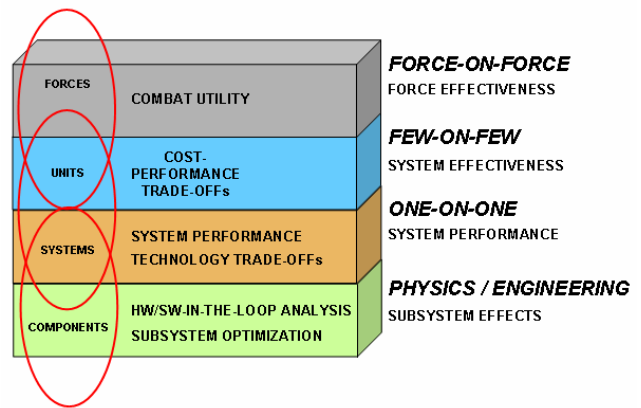 FORCES
COMBAT UTILITY
FORCE-ON-FORCE
FORCE EFFECTIVENESS
UNITS
COST-
PERFORMANCE
TRADE-OFFs
FEW-ON-FEW
SYSTEM EFFECTIVENESS
SYSTEMS
SYSTEM PERFORMANCE
TECHNOLOGY TRADE-OFFs
ONE-ON-ONE
SYSTEM PERFORMANCE
COMPONENTS
HW/SW-IN-THE-LOOP ANALYSIS
SUBSYSTEM OPTIMIZATION
PHYSICS / ENGINEERING
SUBSYSTEM EFFECTS